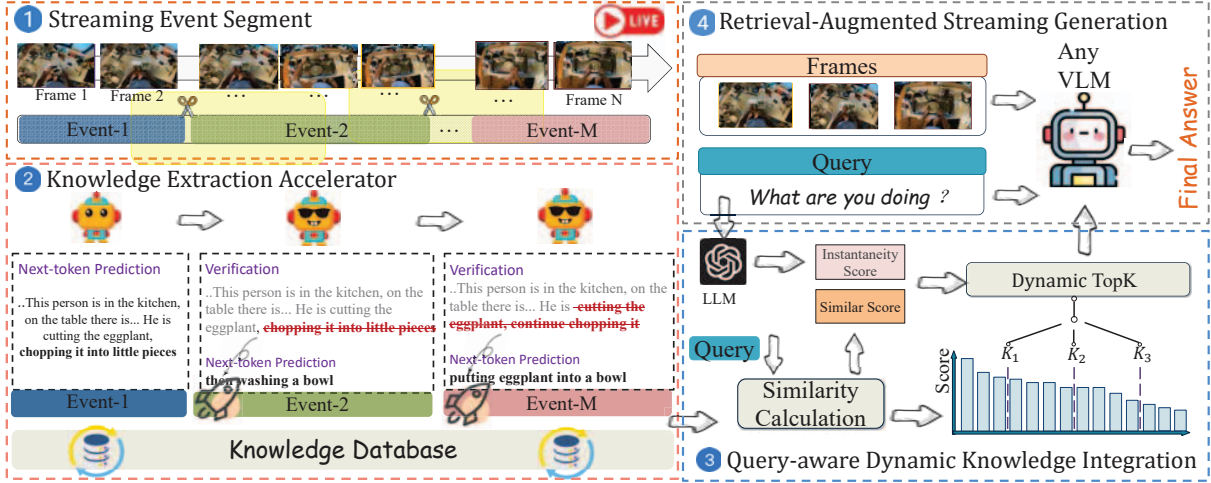 1 Streaming Event Segment
LIVE
Frame 1
Frame 2
...
...
...
Frame N
Event-1
Event-2
...
Event-M
2 Knowledge Extraction Accelerator
Next-token Prediction
..This person is in the kitchen,
on the table there is... He is
cutting the eggplant,
chopping it into little pieces
Event-1
Verification
..This person is in the kitchen, on the
table there is... He is cutting the
eggplant, chopping it into little pieces
Next-token Prediction
then washing a bowl
Event-2
Verification
..This person is in the kitchen, on the
table there is... He is cutting the
eggplant, continue chopping it
Next-token Prediction
putting eggplant into a bowl
Event-M
Knowledge Database
4 Retrieval-Augmented Streaming Generation
Frames
Query
What are you doing ?
Any
VLM
Final Answer
LLM
Instantaneity
Score
Similar Score
Dynamic TopK
Query
Similarity
Calculation
K1
K2
K3
Score
3 Query-aware Dynamic Knowledge Integration